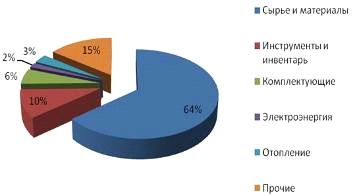 3%
15%
2%
6%
10%
64%
Сырье и материалы
Инструменты и
инвентарь
Комплектующие
Электроэнергия
Отопление
Прочие